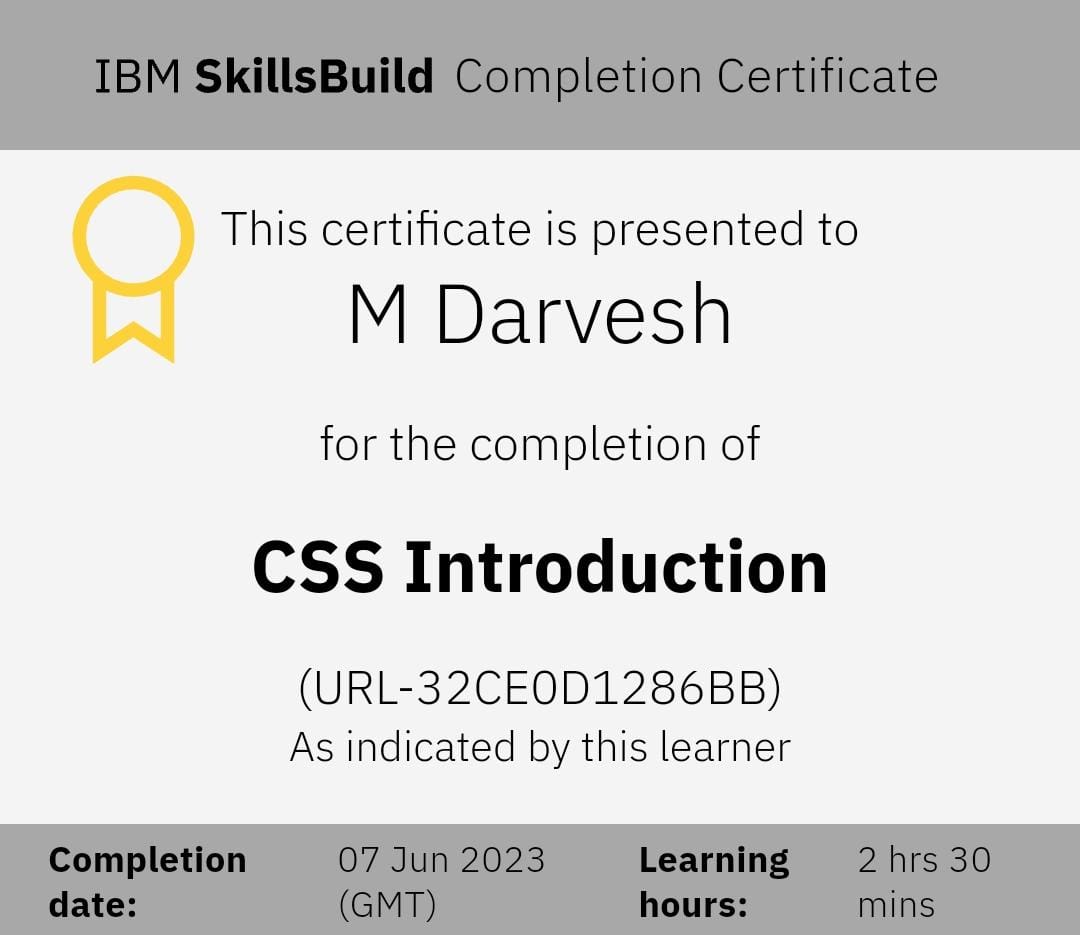 IBM SkillsBuild Completion Certificate
This certificate is presented to
M Darvesh
for the completion of
CSS Introduction
(URL-32CE0D1286BB)
As indicated by this learner
Completion date:
07 Jun 2023 (GMT)
Learning hours:
2 hrs 30 mins